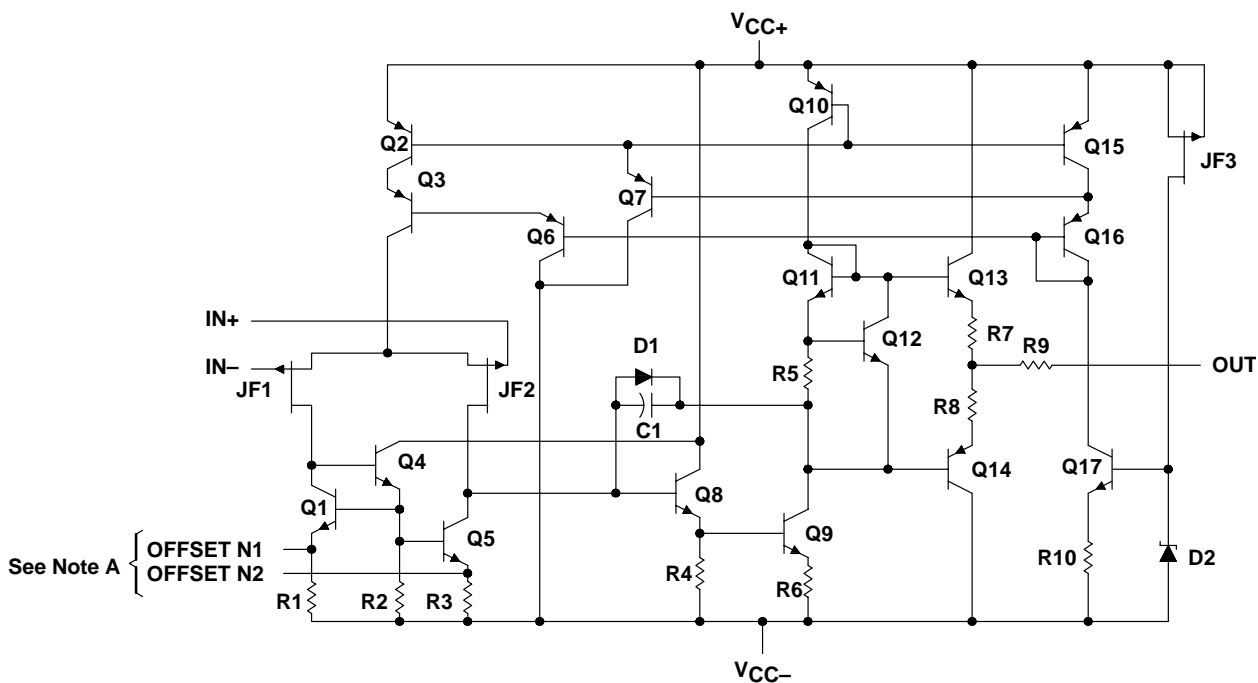 VCC+
Q10
Q2
Q15
JF3
Q3
Q7
Q6
Q16
Q11
Q13
IN+
Q12
R7
D1
R9
IN–
R5
OUT
JF1
JF2
R8
C1
Q4
Q14
Q17
Q8
Q1
Q5
Q9
See Note A
OFFSET N1
OFFSET N2
R4
R10
D2
R6
R1
R2
R3
VCC–